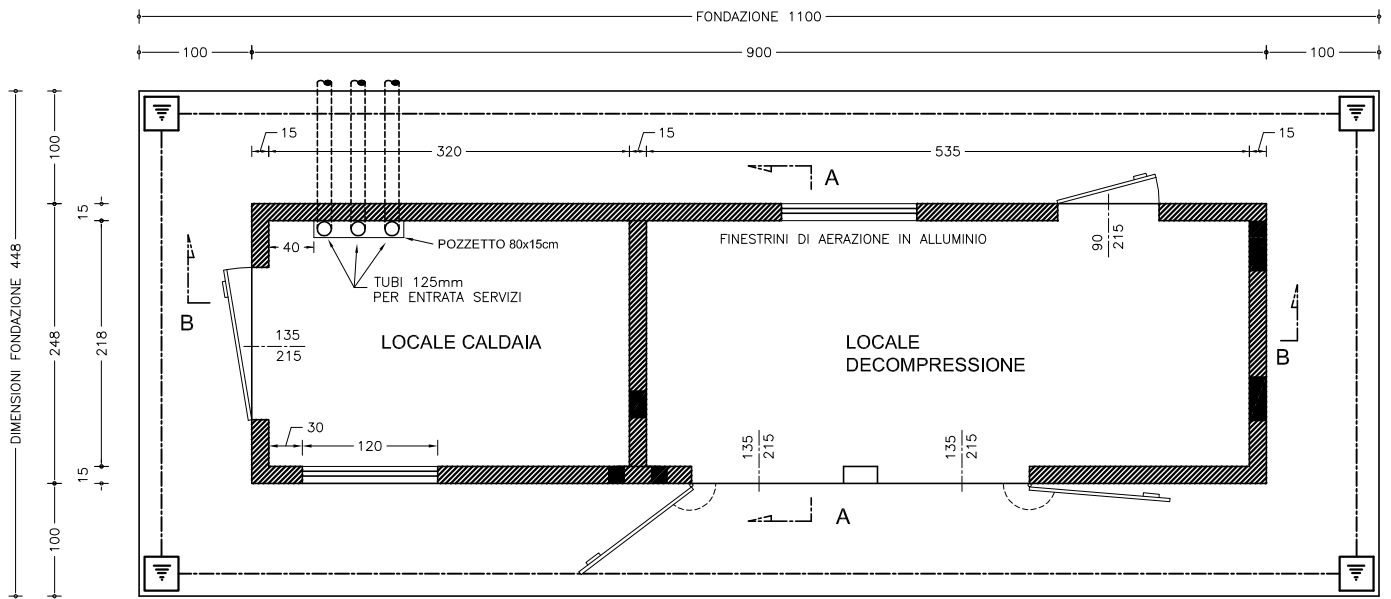 FONDAZIONE 1100
100
900
100
DIMENSIONI FONDAZIONE 448
100
248
100
15
218
15
15
320
15
535
15
A
40
POZZETTO 80x15cm
FINESTRINI DI AERAZIONE IN ALLUMINIO
90
215
TUBI 125mm
PER ENTRATA SERVIZI
B
135
215
LOCALE CALDAIA
LOCALE
DECOMPRESSIONE
B
30
120
135
215
135
215
A